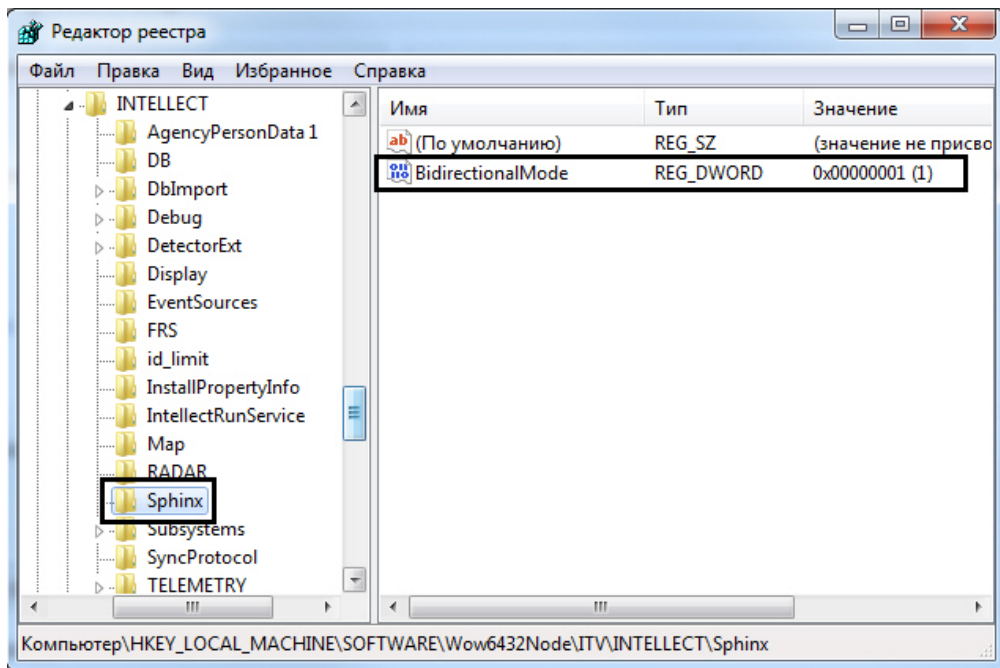 Редактор реестра
Файл Правка Вид Избранное Справка
INTELLECT
AgencyPersonData 1
DB
DbImport
Debug
DetectorExt
Display
EventSources
FRS
id_limit
InstallPropertyInfo
IntellectRunService
Map
RADAR
Sphinx
Subsystems
SyncProtocol
TELEMETRY
Имя Тип Значение
(По умолчанию) REG_SZ (значение не присво
BidirectionalMode REG_DWORD 0x00000001 (1)
Компьютер\HKEY_LOCAL_MACHINE\SOFTWARE\Wow6432Node\ITV\INTELLECT\Sphinx